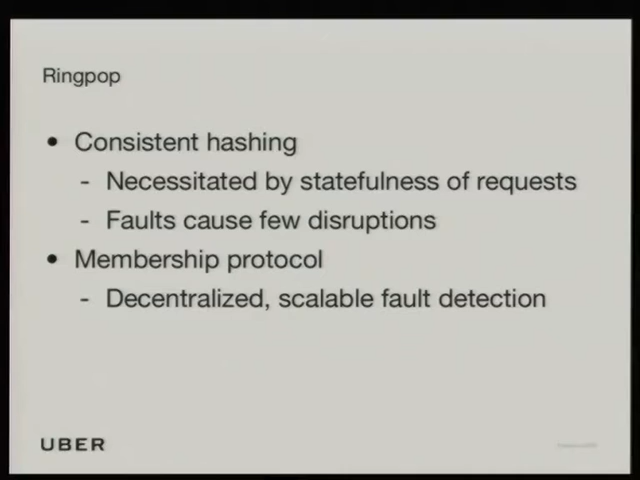 Ringpop
• Consistent hashing
- Necessitated by statefulness of requests
- Faults cause few disruptions
• Membership protocol
- Decentralized, scalable fault detection
UBER